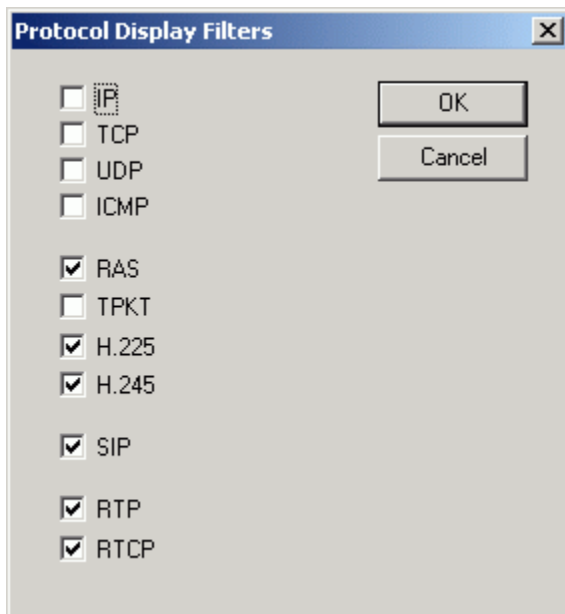 Protocol Display Filters
IP
OK
TCP
Cancel
UDP
ICMP
RAS
TPKT
H.225
H.245
SIP
RTP
RTCP